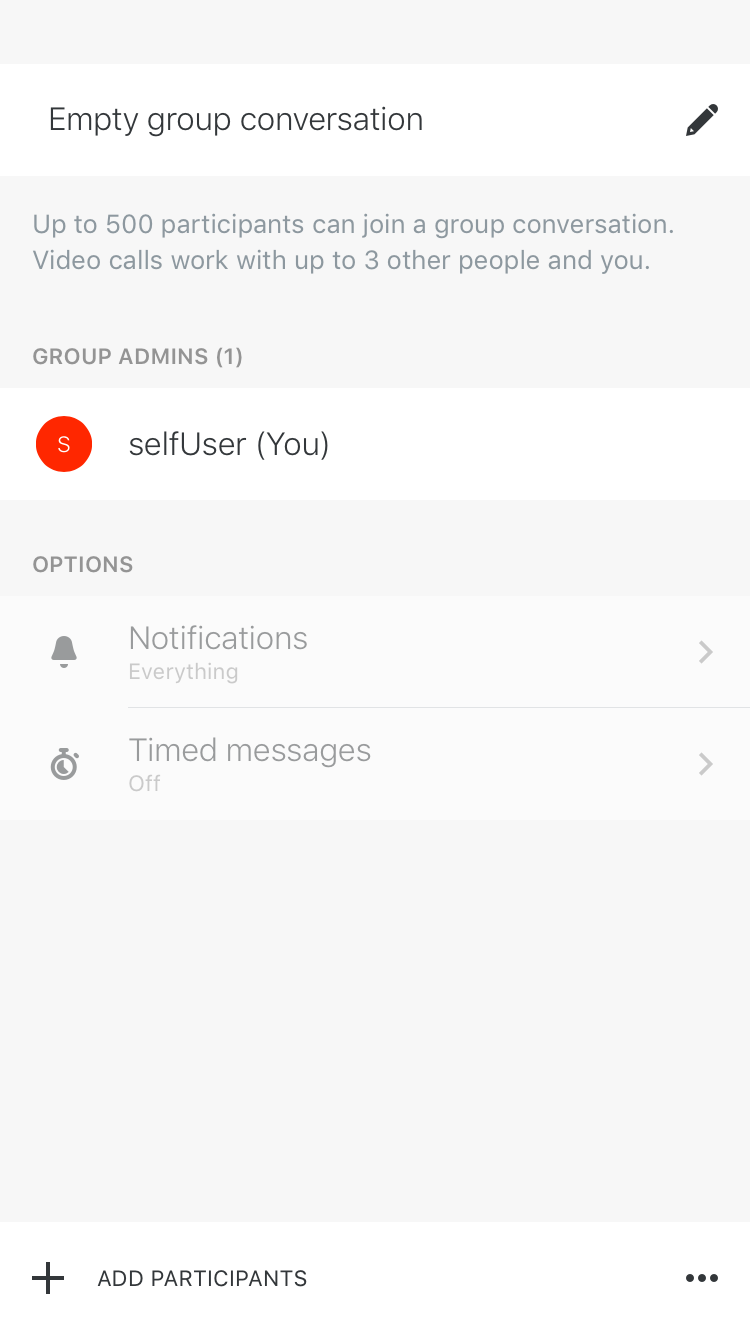 Empty group conversation
Up to 500 participants can join a group conversation.
Video calls work with up to 3 other people and you.
GROUP ADMINS (1)
S
selfUser (You)
OPTIONS
Notifications
Everything
Timed messages
Off
ADD PARTICIPANTS